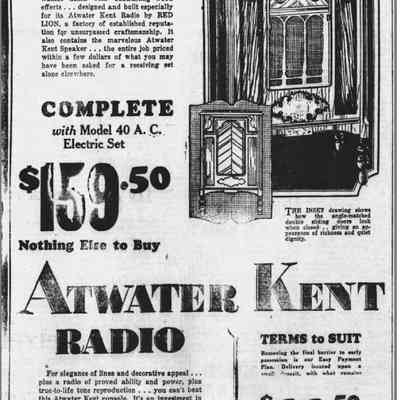 effects . . . designed and built especially
for its Atwater Kent Radio by RED
LION, a factory of established reputa-
tion for unsurpassed craftsmanship. It
also contains the marvelous Atwater
Kent Speaker . . . the entire job priced
within a few dollars of what you may
have been asked for a receiving set
alone elsewhere.
COMPLETE
with Model 40 A. C.
Electric Set
$159.50
Nothing Else to Buy
THE INSET drawing shows
how the angle-matched
double sliding doors look
when closed . . . giving an ap-
pearance of richness and quiet
dignity.
ATWATER KENT
RADIO
For elegance of lines and decorative appeal . . .
plus a radio of proved ability and power, plus
true-to-life tone reproduction . . . you can't beat
this Atwater Kent console. It's an investment in
TERMS to SUIT
Removing the final barrier to early
possession is our Easy Payment
Plan. Delivery insured upon a
small deposit, with what remains